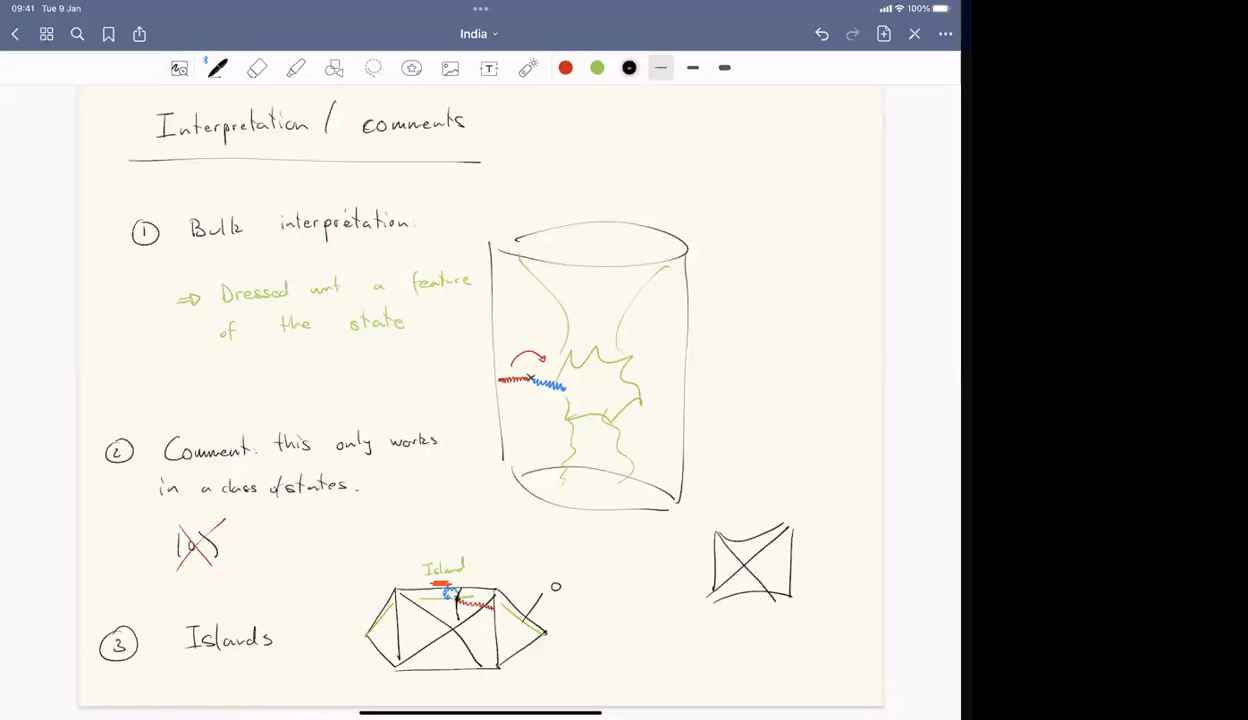 09:41 Tue 9 Jan
100%
India
Interpretation / comments
① Bulk interpretation:
⇒ Dressed wrt a feature
of the state
② Comment: this only works
in a class of states.
|0⟩
Island
O
③ Islands